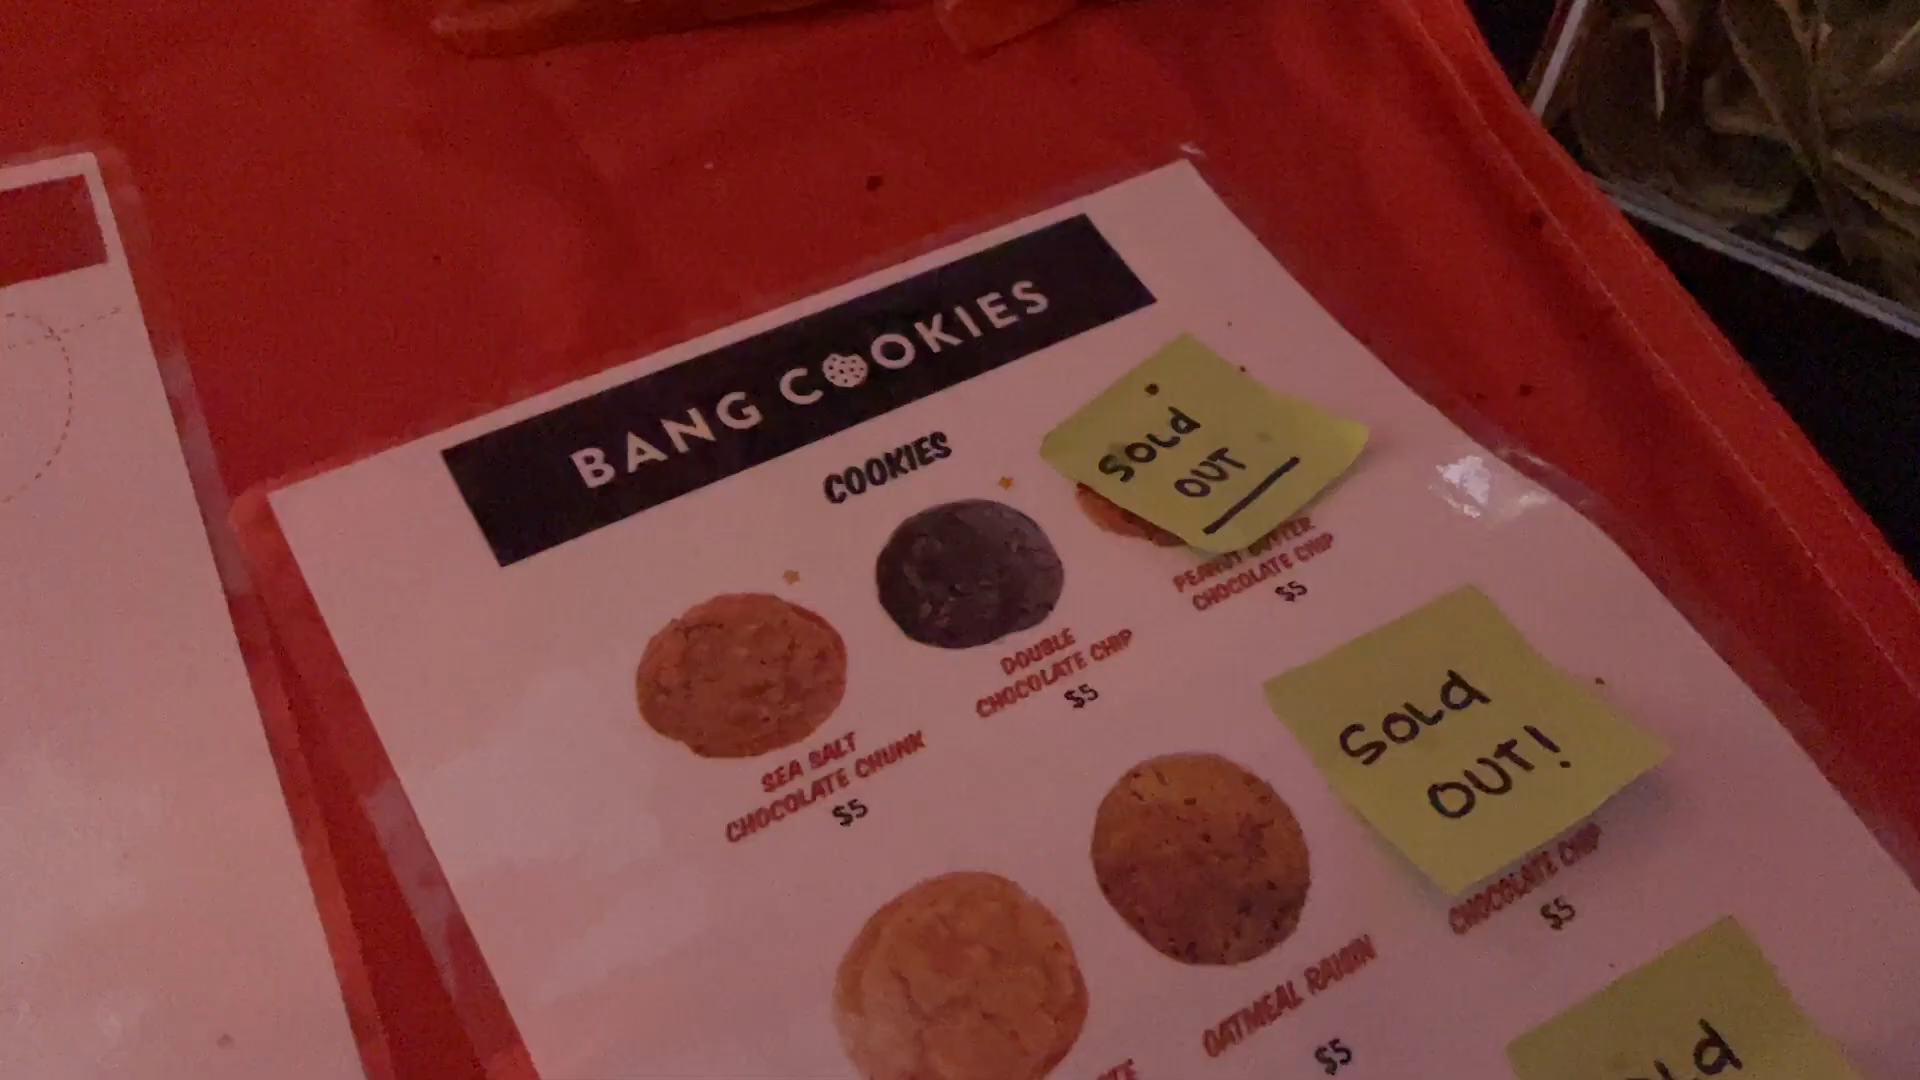 BANG COOKIES
COOKIES
SOLD
OUT
PEANUT BUTTER
CHOCOLATE CHIP
$5
DOUBLE
CHOCOLATE CHIP
$5
SEA SALT
CHOCOLATE CHUNK
$5
SOLD
OUT!
CHOCOLATE CHIP
$5
OATMEAL RAISIN
$5